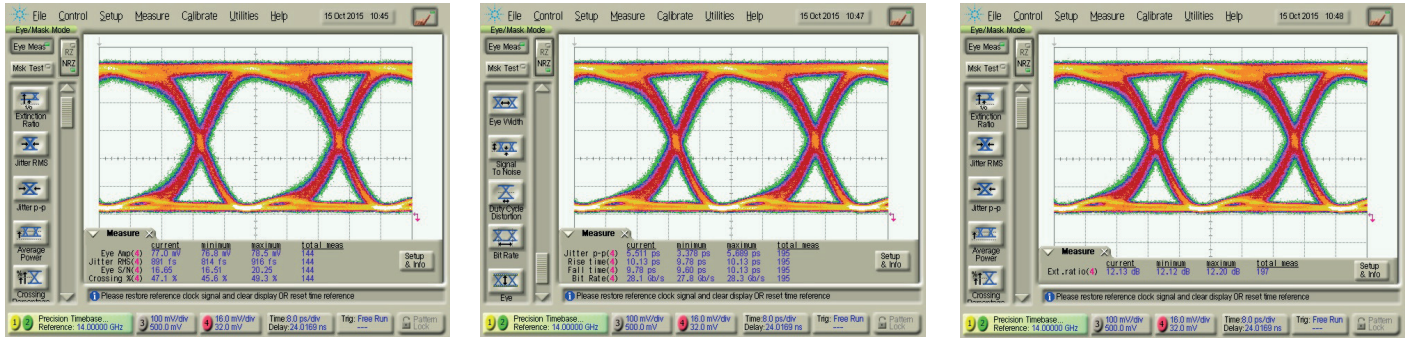 File Control Setup Measure Calibrate Utilities Help 15 Oct 2015 10:45
Eye/Mask Mode
Eye Meas
RZ
NRZ
Msk Test
Extinction
Ratio
Jitter RMS
Jitter p-p
Average
Power
Crossing
Measure
current minimum maximum total meas
Eye Amp(4) 77.0 mV 76.8 mV 78.5 mV 144
Jitter RMS(4) 891 fs 814 fs 916 fs 144
Eye S/N(4) 16.65 16.51 20.25 144
Crossing %(4) 47.1 % 45.6 % 49.3 % 144
Setup
& Info
Please restore reference clock signal and clear display OR reset time reference
1 2 Precision Timebase...
Reference: 14.00000 GHz
3 100 mV/div
500.0 mV
4 16.0 mV/div
32.0 mV
Time:8.0 ps/div
Delay:24.0169 ns
Trig: Free Run
---
Pattern
Lock
File Control Setup Measure Calibrate Utilities Help 15 Oct 2015 10:47
Eye/Mask Mode
Eye Meas
RZ
NRZ
Msk Test
Eye Width
Signal
To Noise
Duty Cycle
Distortion
Bit Rate
Eye
Measure
current minimum maximum total meas
Jitter p-p(4) 5.511 ps 3.378 ps 5.689 ps 195
Rise time(4) 10.13 ps 9.78 ps 10.13 ps 195
Fall time(4) 9.78 ps 9.60 ps 10.13 ps 195
Bit Rate(4) 28.1 Gb/s 27.8 Gb/s 28.3 Gb/s 195
Setup
& Info
Please restore reference clock signal and clear display OR reset time reference
1 2 Precision Timebase...
Reference: 14.00000 GHz
3 100 mV/div
500.0 mV
4 16.0 mV/div
32.0 mV
Time:8.0 ps/div
Delay:24.0169 ns
Trig: Free Run
---
Pattern
Lock
File Control Setup Measure Calibrate Utilities Help 15 Oct 2015 10:48
Eye/Mask Mode
Eye Meas
RZ
NRZ
Msk Test
Extinction
Ratio
Jitter RMS
Jitter p-p
Average
Power
Crossing
Measure
current minimum maximum total meas
Ext.ratio(4) 12.13 dB 12.12 dB 12.20 dB 197
Setup
& Info
Please restore reference clock signal and clear display OR reset time reference
1 2 Precision Timebase...
Reference: 14.00000 GHz
3 100 mV/div
500.0 mV
4 16.0 mV/div
32.0 mV
Time:8.0 ps/div
Delay:24.0169 ns
Trig: Free Run
---
Pattern
Lock